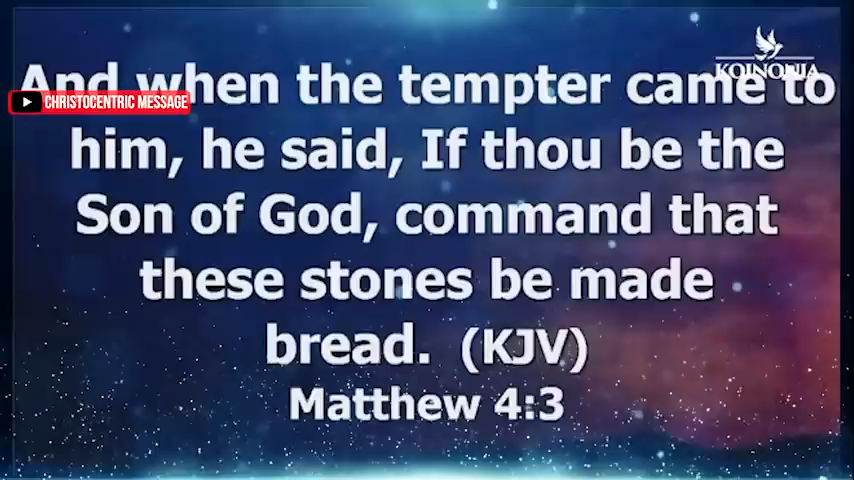 And when the tempter came to
KOINONIA
CHRISTOCENTRIC MESSAGE
him, he said, If thou be the
Son of God, command that
these stones be made
bread. (KJV)
Matthew 4:3